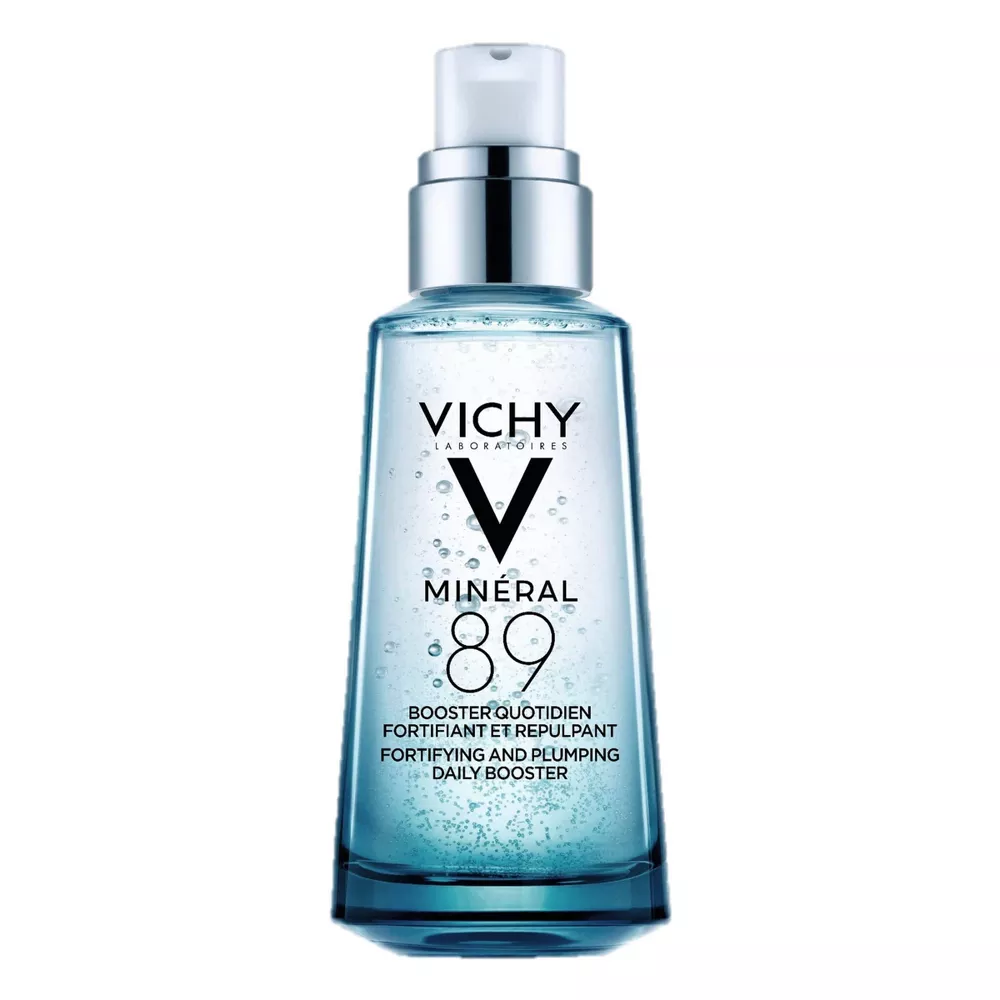 VICHY
LABORATOIRES
V
MINÉRAL
89
BOOSTER QUOTIDIEN
FORTIFIANT ET REPULPANT
FORTIFYING AND PLUMPING
DAILY BOOSTER